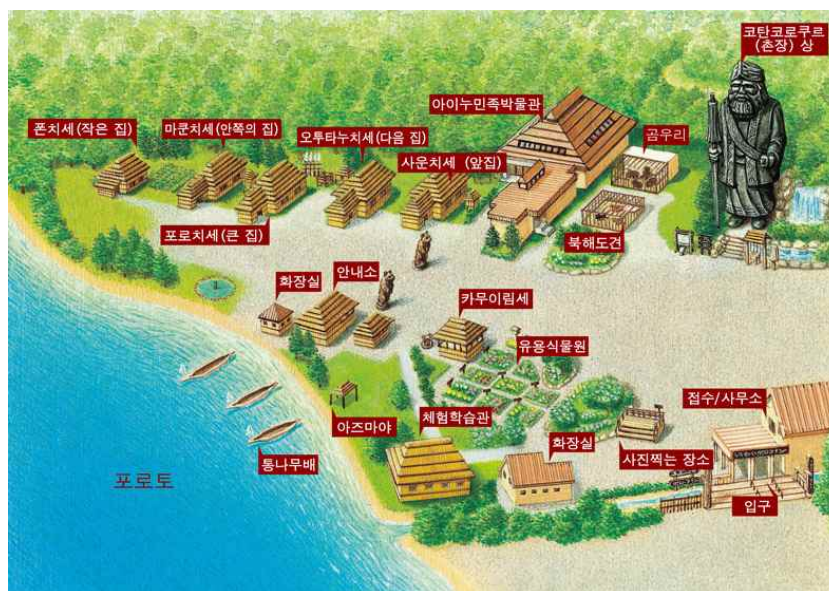 코탄코로쿠르
(촌장) 상
아이누민족박물관
폰치세(작은 집)
마쿤치세(안쪽의 집)
오투타누치세(다음 집)
곰우리
사운치세 (앞집)
포로치세(큰 집)
북해도견
화장실
안내소
카무이림세
유용식물원
접수/사무소
아즈마야
체험학습관
화장실
사진찍는 장소
통나무배
포로토
입구